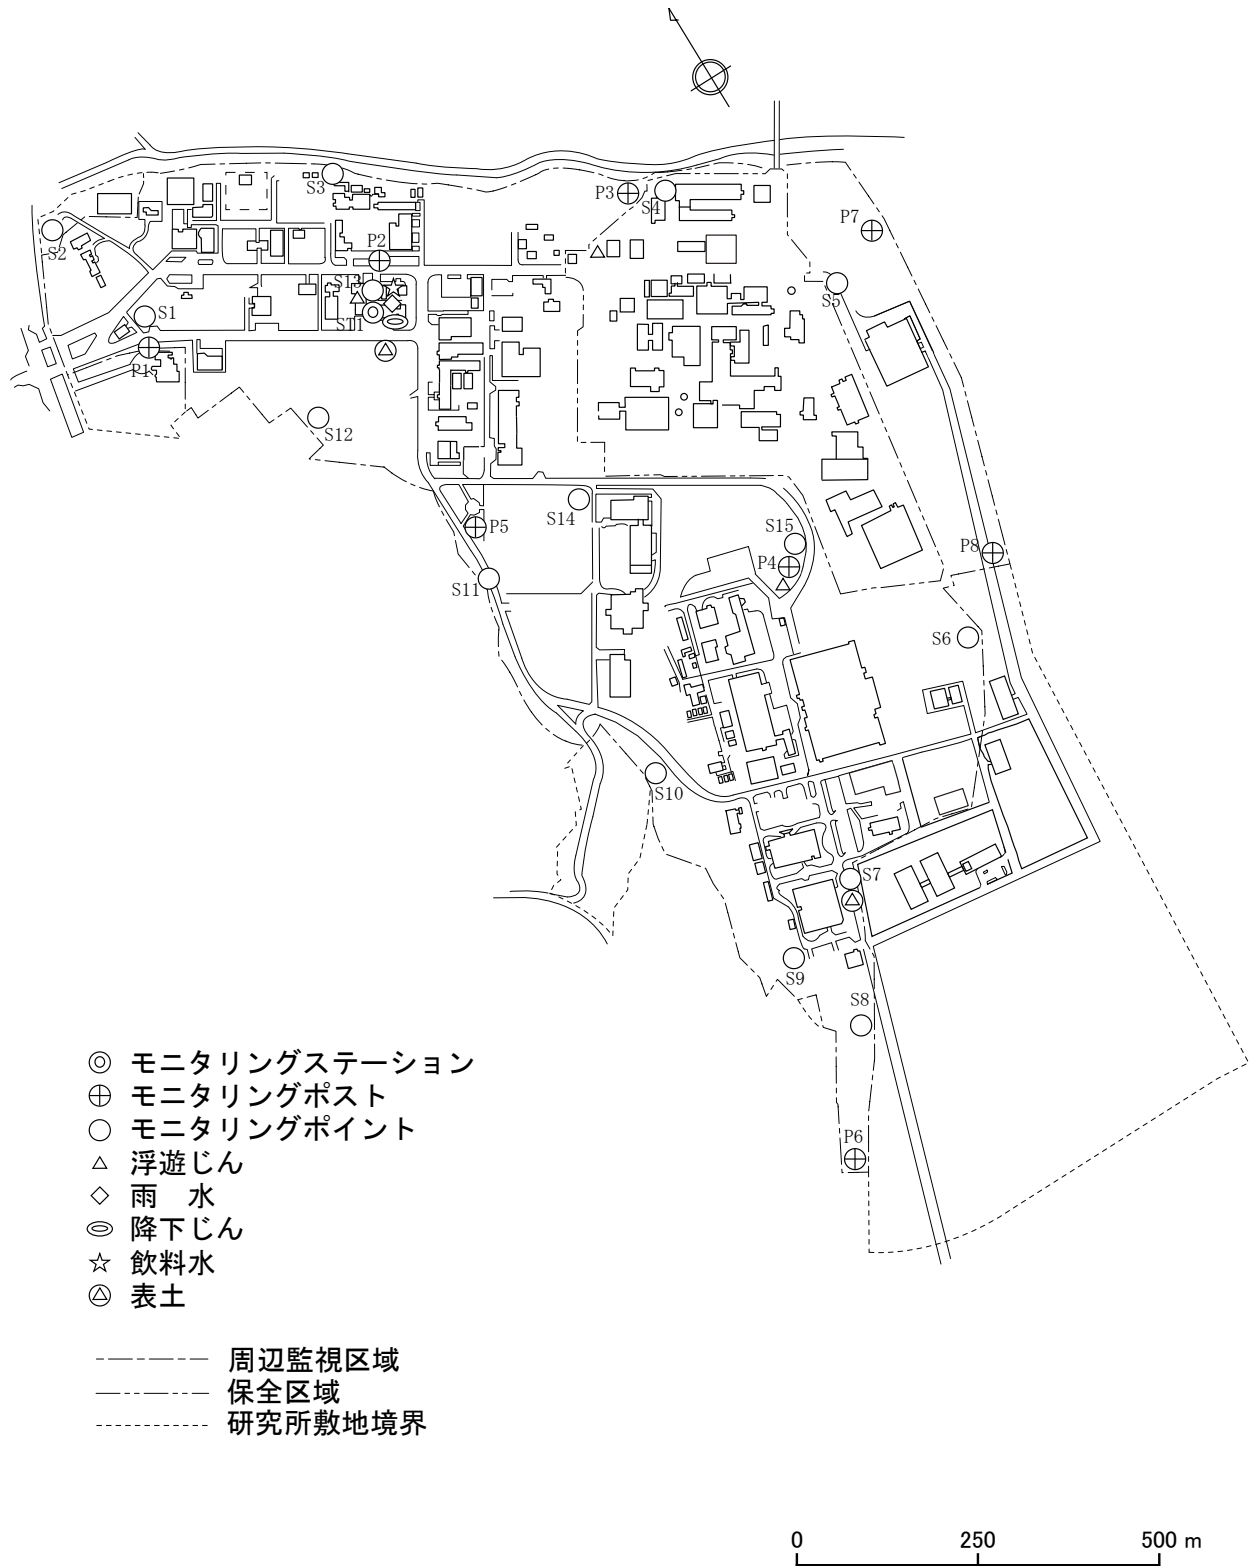 P3
S3
S4
P7
S2
P2
S13
S5
S1
ST1
P1
S12
S14
P5
S15
P4
P8
S11
S6
S10
S7
S9
S8
P6
モニタリングステーション
モニタリングポスト
モニタリングポイント
浮遊じん
雨 水
降下じん
飲料水
表土
周辺監視区域
保全区域
研究所敷地境界
0 250 500 m